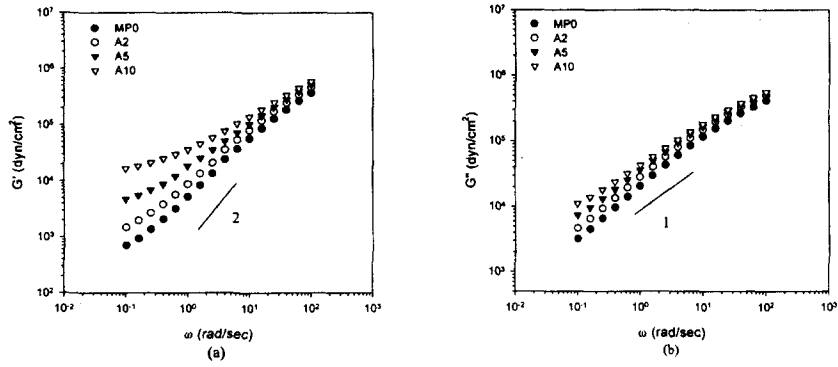 MP0
A2
A5
A10
10⁷
10⁶
10⁵
10⁴
10³
10²
G' (dyn/cm²)
2
10⁻² 10⁻¹ 10⁰ 10¹ 10² 10³
ω (rad/sec)
(a)
MP0
A2
A5
A10
10⁷
10⁶
10⁵
10⁴
10³
G" (dyn/cm²)
1
10⁻² 10⁻¹ 10⁰ 10¹ 10² 10³
ω (rad/sec)
(b)